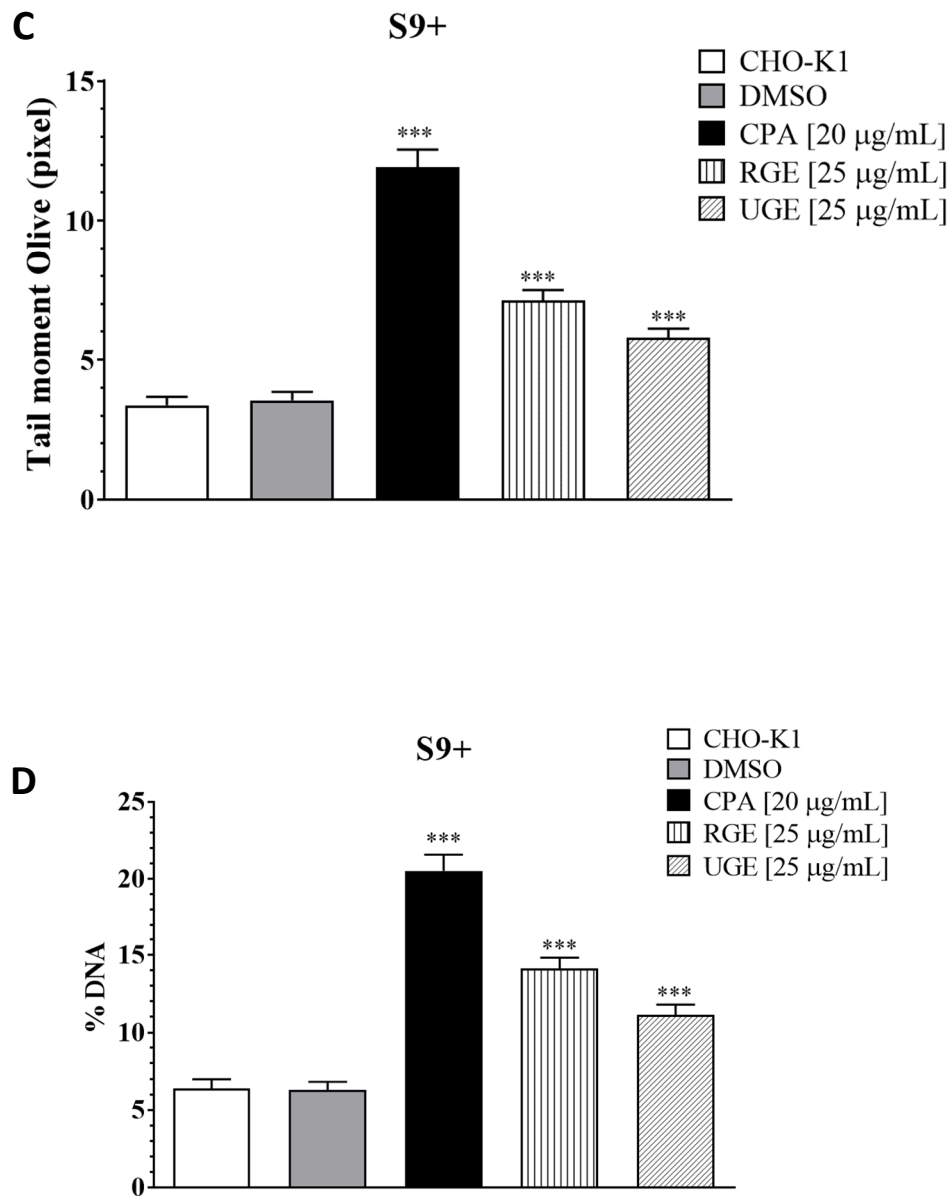 C
S9+
CHO-K1
DMSO
CPA [20 µg/mL]
RGE [25 µg/mL]
UGE [25 µg/mL]
Tail moment Olive (pixel)
15
10
5
0
***
***
***
D
S9+
CHO-K1
DMSO
CPA [20 µg/mL]
RGE [25 µg/mL]
UGE [25 µg/mL]
% DNA
25
20
15
10
5
0
***
***
***